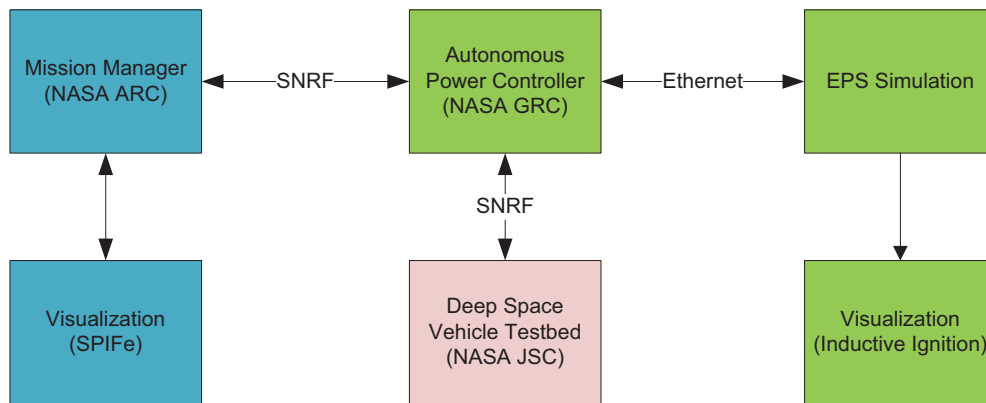 Mission Manager
(NASA ARC)
SNRF
Autonomous
Power Controller
(NASA GRC)
Ethernet
EPS Simulation
SNRF
Visualization
(SPIFe)
Deep Space
Vehicle Testbed
(NASA JSC)
Visualization
(Inductive Ignition)